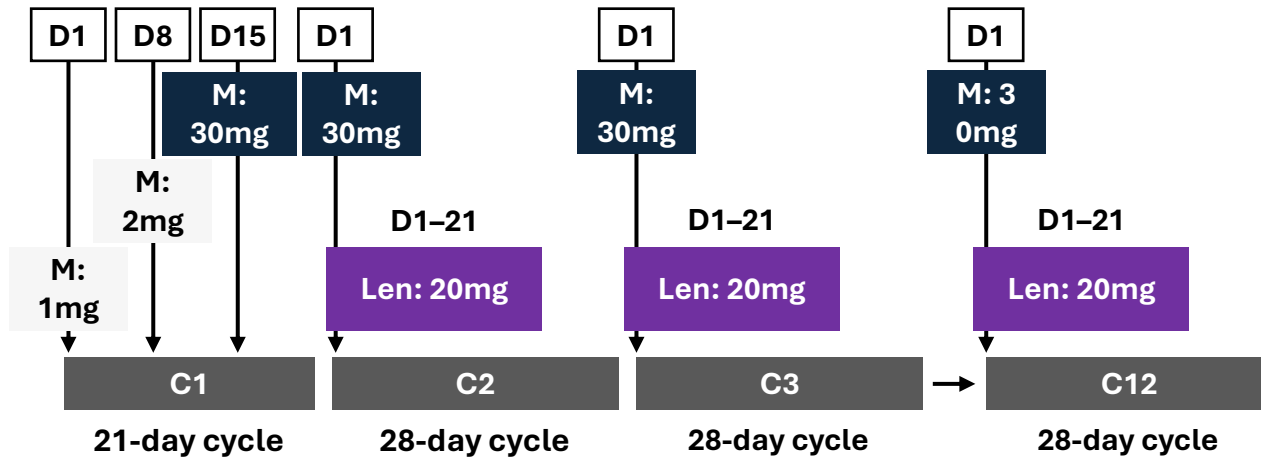 D1
D8
D15
D1
D1
D1
M:
30mg
M:
30mg
M:
30mg
M: 3
0mg
M:
2mg
M:
1mg
D1–21
D1–21
D1–21
Len: 20mg
Len: 20mg
Len: 20mg
C1
C2
C3
C12
21-day cycle
28-day cycle
28-day cycle
28-day cycle